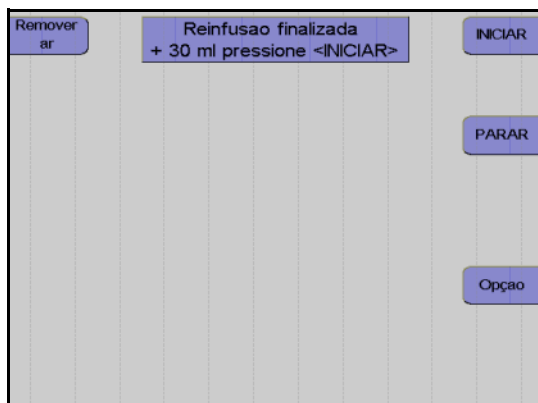 Remover
ar
Reinfusao finalizada
+ 30 ml pressione <INICIAR>
INICIAR
PARAR
Opçao